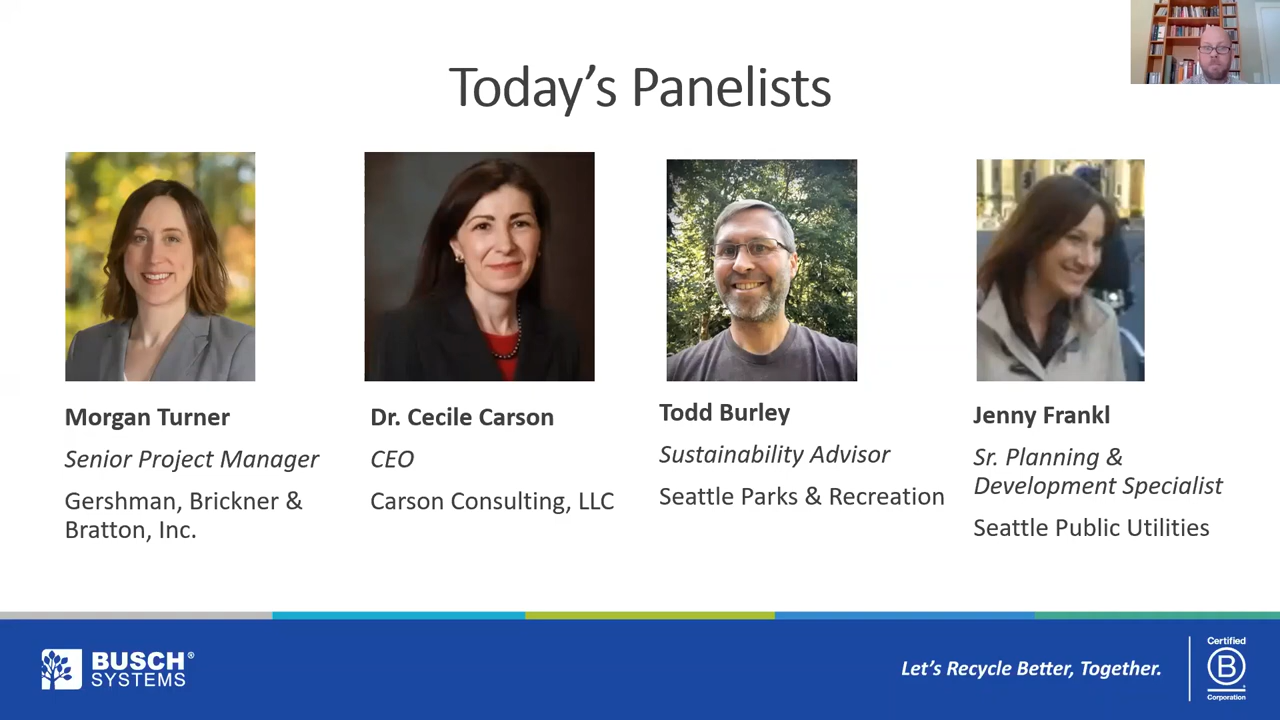 Today's Panelists
Morgan Turner
Senior Project Manager
Gershman, Brickner &
Bratton, Inc.
Dr. Cecile Carson
CEO
Carson Consulting, LLC
Todd Burley
Sustainability Advisor
Seattle Parks & Recreation
Jenny Frankl
Sr. Planning &
Development Specialist
Seattle Public Utilities
BUSCH®
SYSTEMS
Let's Recycle Better, Together.
Certified
B
Corporation